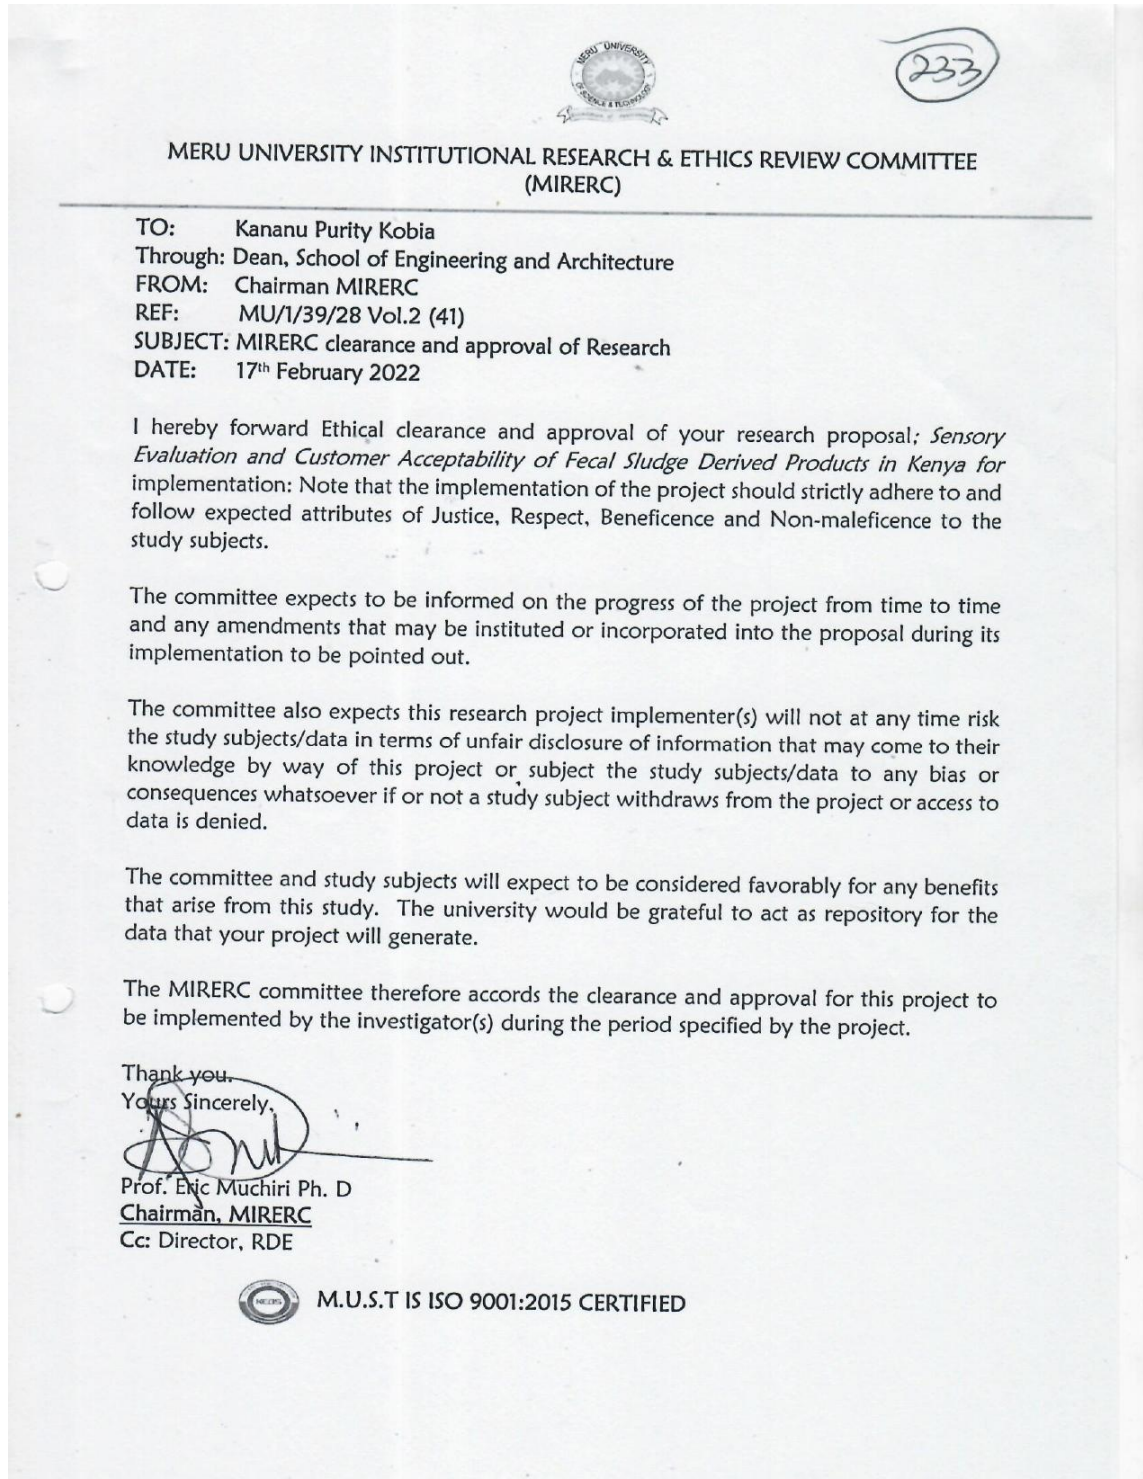 MERU UNIVERSITY
OF SCIENCE & TECHNOLOGY
233
MERU UNIVERSITY INSTITUTIONAL RESEARCH & ETHICS REVIEW COMMITTEE
(MIRERC)
TO: Kananu Purity Kobia
Through: Dean, School of Engineering and Architecture
FROM: Chairman MIRERC
REF: MU/1/39/28 Vol.2 (41)
SUBJECT: MIRERC clearance and approval of Research
DATE: 17th February 2022
I hereby forward Ethical clearance and approval of your research proposal; Sensory
Evaluation and Customer Acceptability of Fecal Sludge Derived Products in Kenya for
implementation: Note that the implementation of the project should strictly adhere to and
follow expected attributes of Justice, Respect, Beneficence and Non-maleficence to the
study subjects.
The committee expects to be informed on the progress of the project from time to time
and any amendments that may be instituted or incorporated into the proposal during its
implementation to be pointed out.
The committee also expects this research project implementer(s) will not at any time risk
the study subjects/data in terms of unfair disclosure of information that may come to their
knowledge by way of this project or subject the study subjects/data to any bias or
consequences whatsoever if or not a study subject withdraws from the project or access to
data is denied.
The committee and study subjects will expect to be considered favorably for any benefits
that arise from this study. The university would be grateful to act as repository for the
data that your project will generate.
The MIRERC committee therefore accords the clearance and approval for this project to
be implemented by the investigator(s) during the period specified by the project.
Thank you.
Yours Sincerely,
Prof. Eric Muchiri Ph. D
Chairman, MIRERC
Cc: Director, RDE
M.U.S.T IS ISO 9001:2015 CERTIFIED